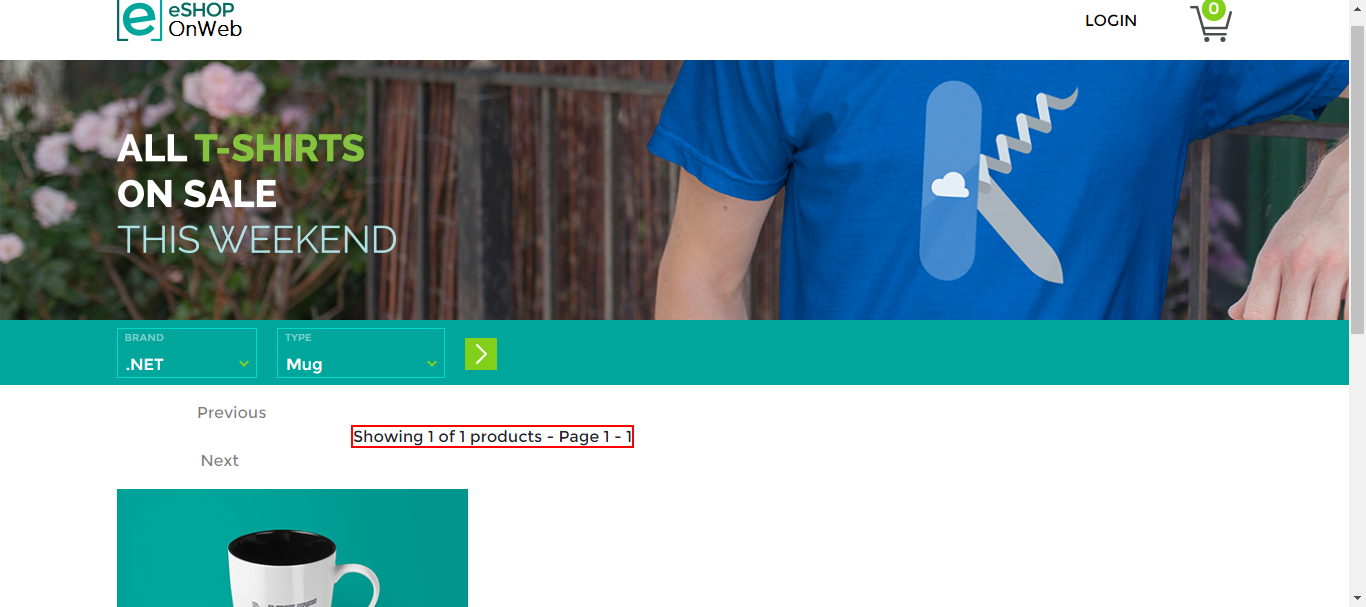 eSHOP
OnWeb
LOGIN
0
ALL T-SHIRTS
ON SALE
THIS WEEKEND
BRAND
.NET
TYPE
Mug
Previous
Showing 1 of 1 products - Page 1 - 1
Next